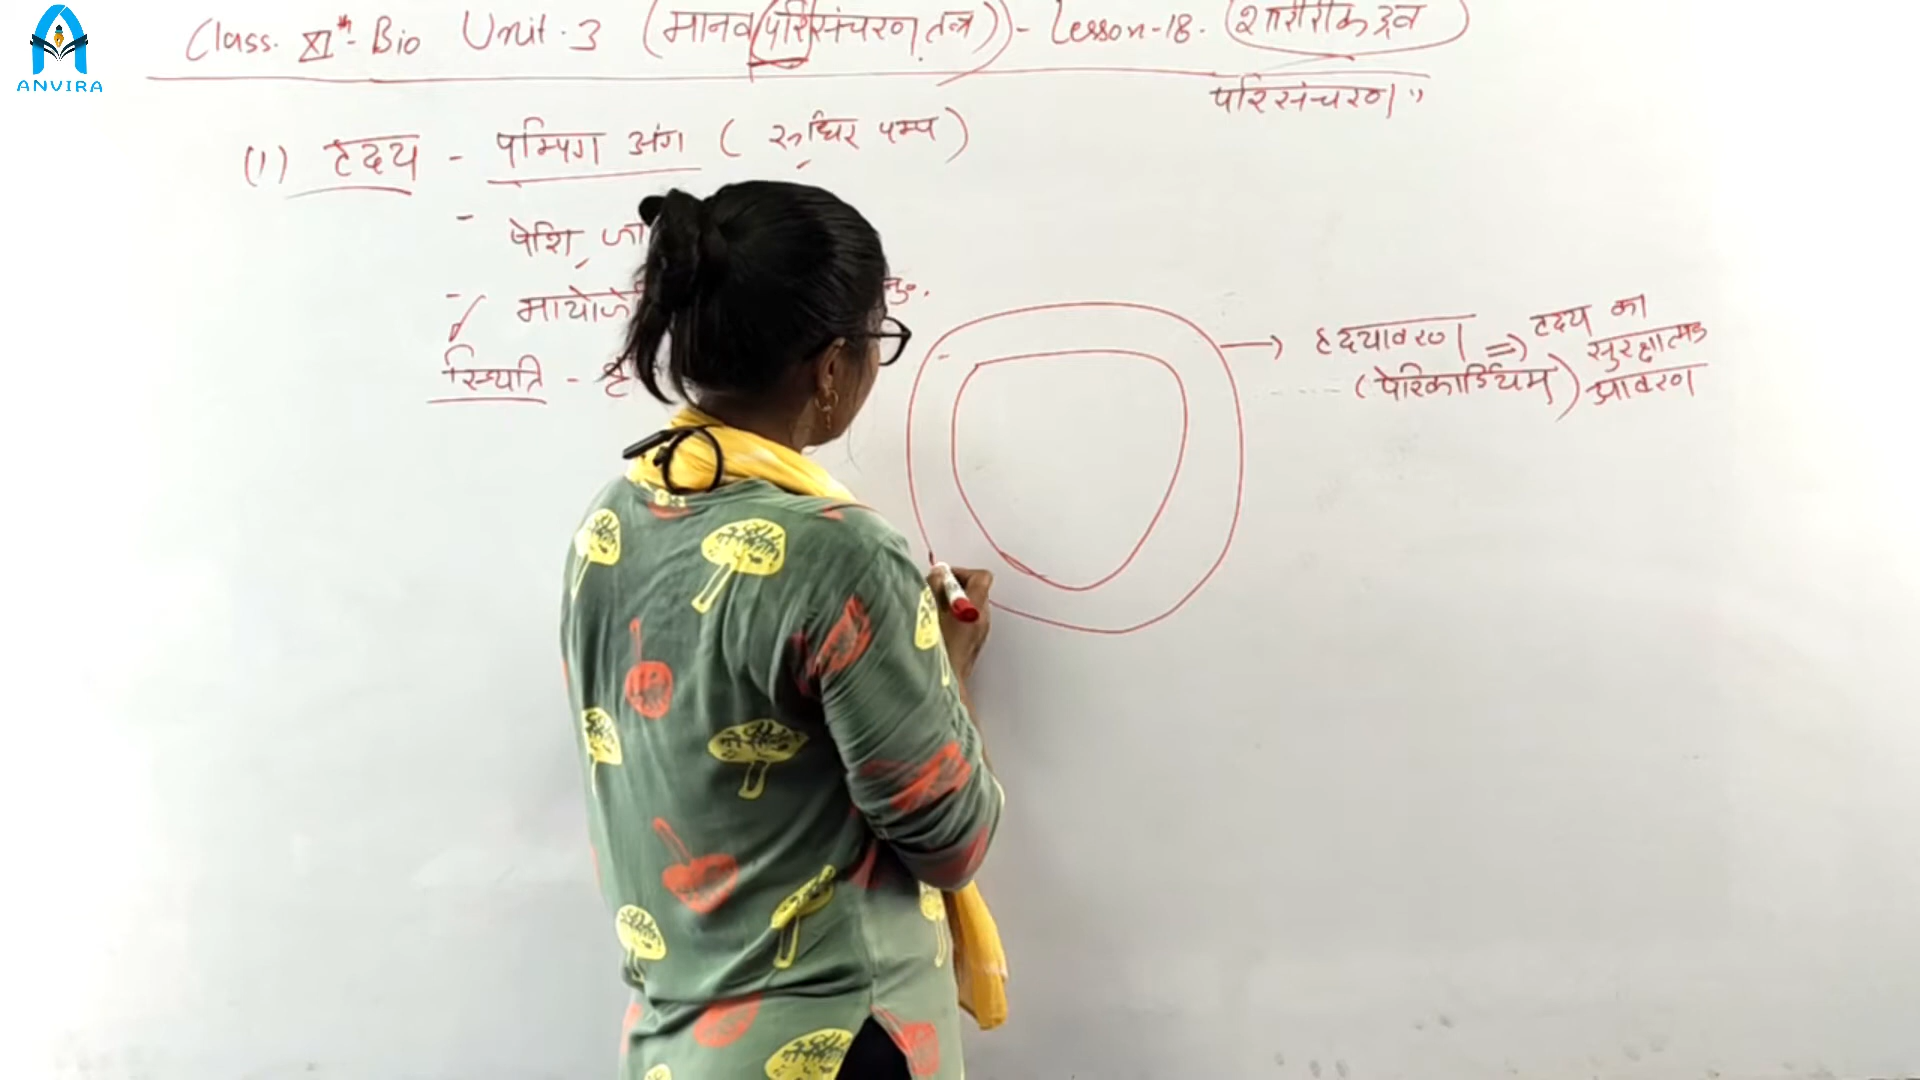 ANVIRA
Class. XIth - Bio Unit. 3 (मानव (परिसंचरण तन्त्र)) - Lesson-18. (शारीरिक द्रव
परिसंचरण"
(1) हृदय - पम्पिग अंग ( रुधिर पम्प )
- पेशि
-
स्थिति -
हृदयावरण => हृदय का
सुरक्षात्मक
(पेरिकार्डियम) आवरण